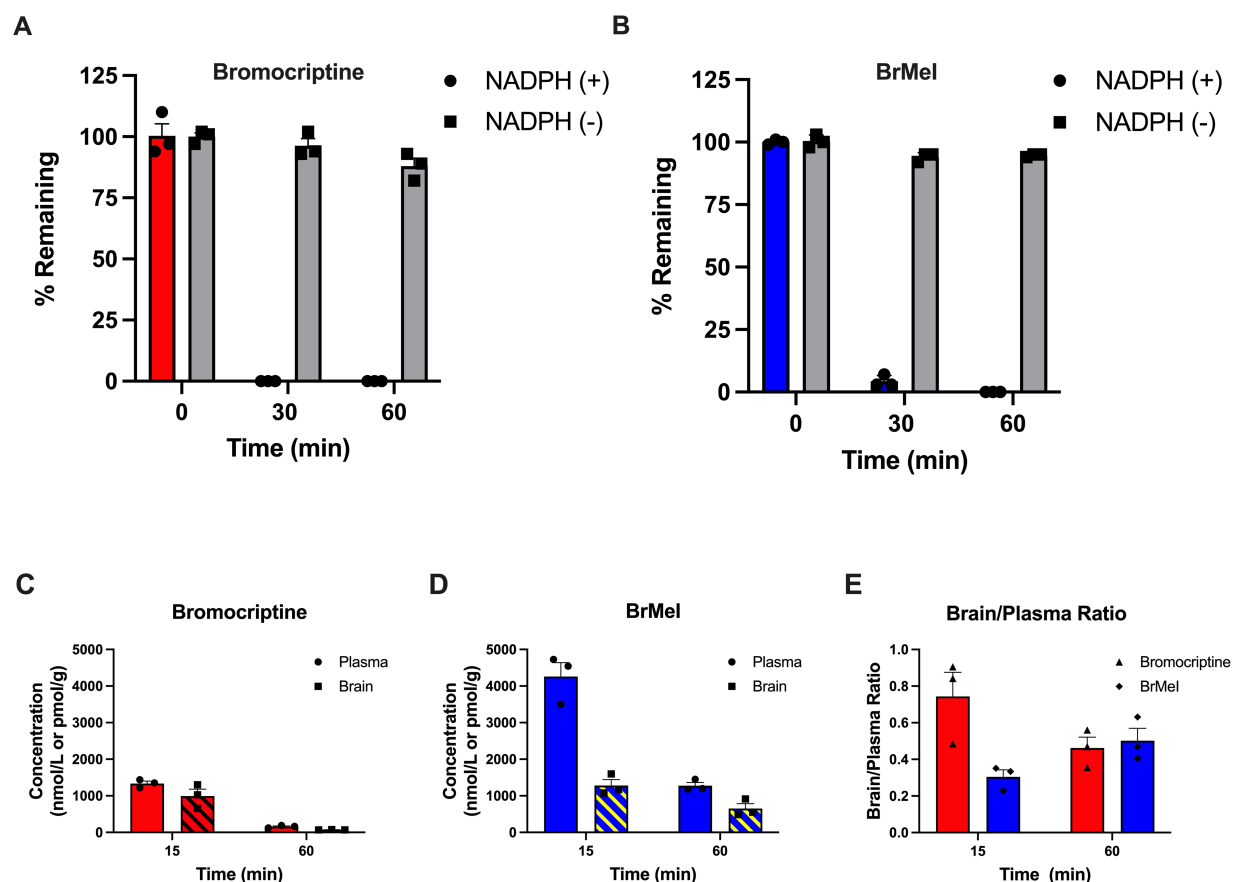 A
Bromocriptine
NADPH (+)
NADPH (-)
125
100
75
50
25
0
% Remaining
0 30 60
Time (min)
B
BrMel
NADPH (+)
NADPH (-)
125
100
75
50
25
0
% Remaining
0 30 60
Time (min)
C
Bromocriptine
Plasma
Brain
5000
4000
3000
2000
1000
0
Concentration
(nmol/L or pmol/g)
15 60
Time (min)
D
BrMel
Plasma
Brain
5000
4000
3000
2000
1000
0
Concentration
(nmol/L or pmol/g)
15 60
Time (min)
E
Brain/Plasma Ratio
Bromocriptine
BrMel
1.0
0.8
0.6
0.4
0.2
0.0
Brain/Plasma Ratio
15 60
Time (min)